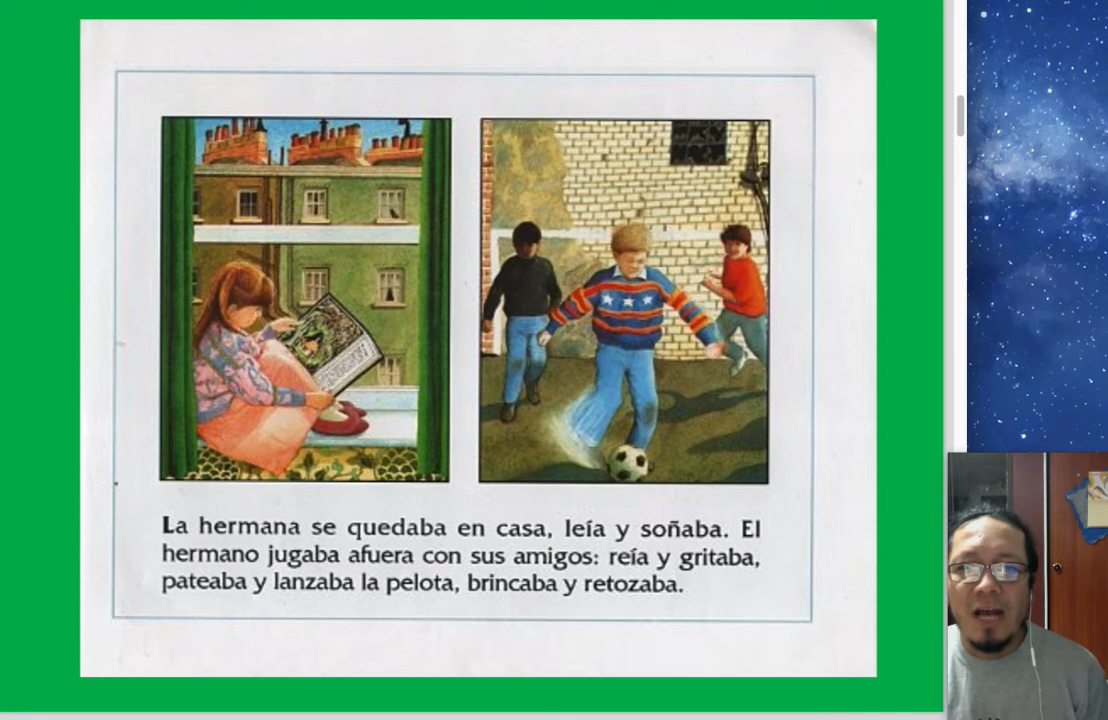 La hermana se quedaba en casa, leía y soñaba. El
hermano jugaba afuera con sus amigos: reía y gritaba,
pateaba y lanzaba la pelota, brincaba y retozaba.